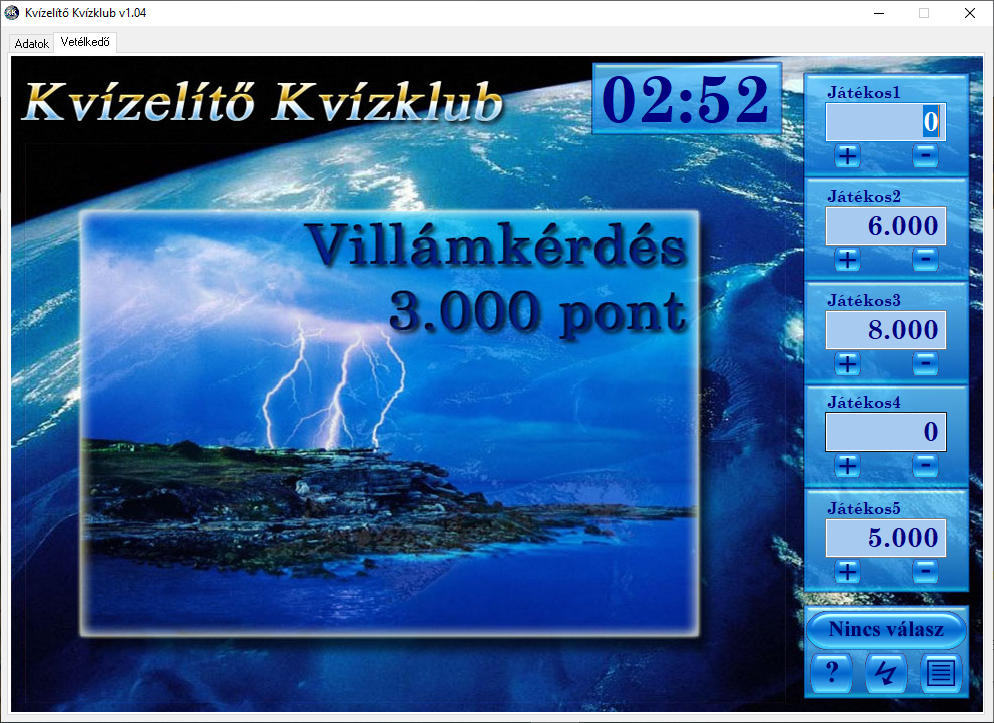 Kvízelítő Kvízklub v1.04
Adatok Vetélkedő
Kvízelítő Kvízklub
02:52
Villámkérdés
3.000 pont
Játékos1
0
+ -
Játékos2
6.000
+ -
Játékos3
8.000
+ -
Játékos4
0
+ -
Játékos5
5.000
+ -
Nincs válasz
?